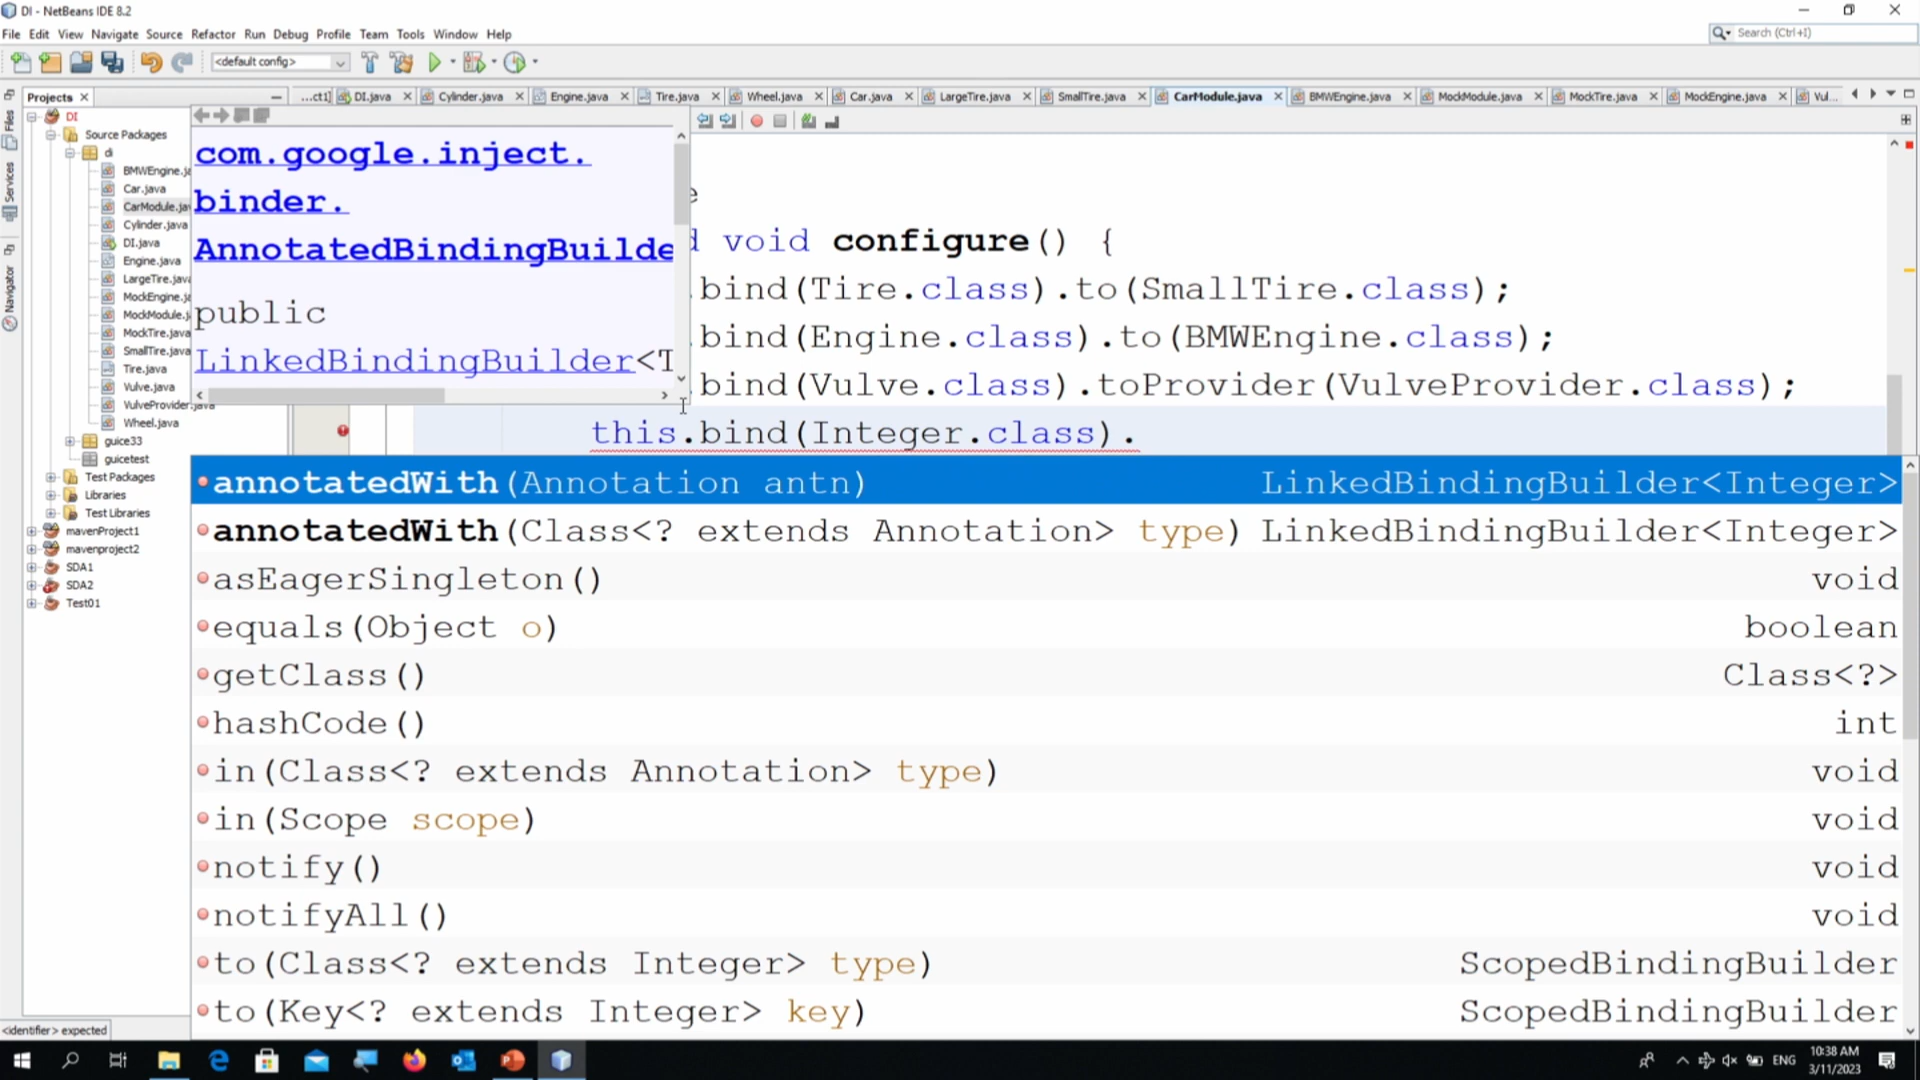 DI - NetBeans IDE 8.2
File Edit View Navigate Source Refactor Run Debug Profile Team Tools Window Help
Search (Ctrl+I)
<default config>
Projects
...ct1] DI.java Cylinder.java Engine.java Tire.java Wheel.java Car.java LargeTire.java SmallTire.java CarModule.java BMWEngine.java MockModule.java MockTire.java MockEngine.java Vul...
Files
Services
Navigator
DI
Source Packages
di
BMWEngine.ja
Car.java
CarModule.jav
Cylinder.java
DI.java
Engine.java
LargeTire.java
MockEngine.ja
MockModule.j
MockTire.java
SmallTire.java
Tire.java
Vulve.java
VulveProvider.java
Wheel.java
guice33
guicetest
Test Packages
Libraries
Test Libraries
mavenProject1
mavenproject2
SDA1
SDA2
Test01
com.google.inject.
binder.
AnnotatedBindingBuilde
public
LinkedBindingBuilder<T
e
d void configure() {
.bind(Tire.class).to(SmallTire.class);
.bind(Engine.class).to(BMWEngine.class);
.bind(Vulve.class).toProvider(VulveProvider.class);
this.bind(Integer.class).
annotatedWith(Annotation antn) LinkedBindingBuilder<Integer>
annotatedWith(Class<? extends Annotation> type) LinkedBindingBuilder<Integer>
asEagerSingleton() void
equals(Object o) boolean
getClass() Class<?>
hashCode() int
in(Class<? extends Annotation> type) void
in(Scope scope) void
notify() void
notifyAll() void
to(Class<? extends Integer> type) ScopedBindingBuilder
to(Key<? extends Integer> key) ScopedBindingBuilder
<identifier> expected
ENG
10:38 AM
3/11/2023